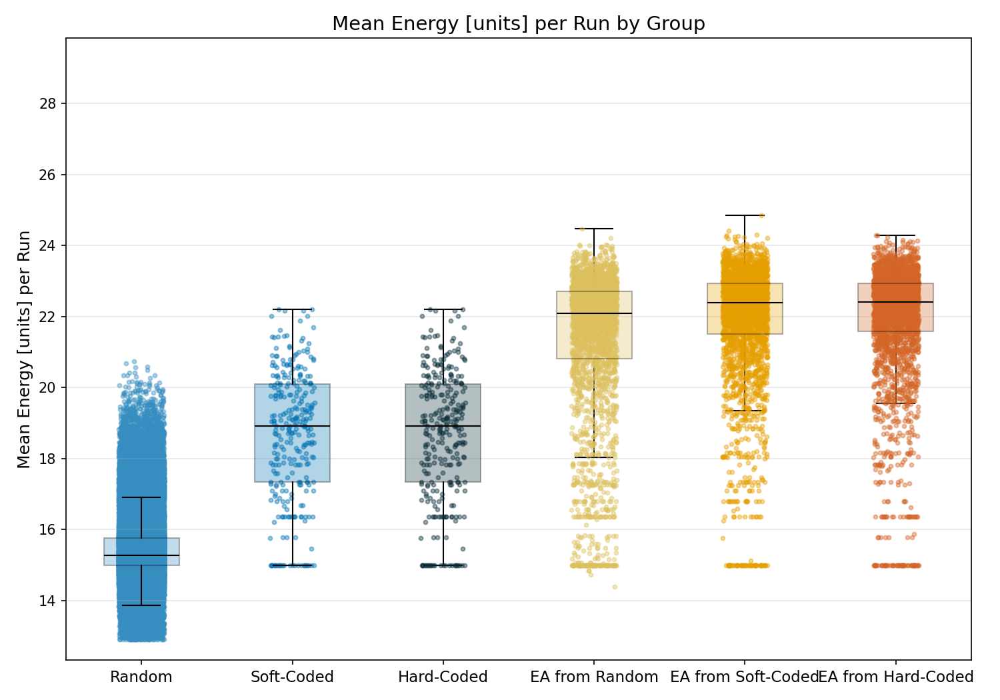 Mean Energy [units] per Run by Group
Mean Energy [units] per Run
28
26
24
22
20
18
16
14
Random
Soft-Coded
Hard-Coded
EA from Random
EA from Soft-Coded
EA from Hard-Coded